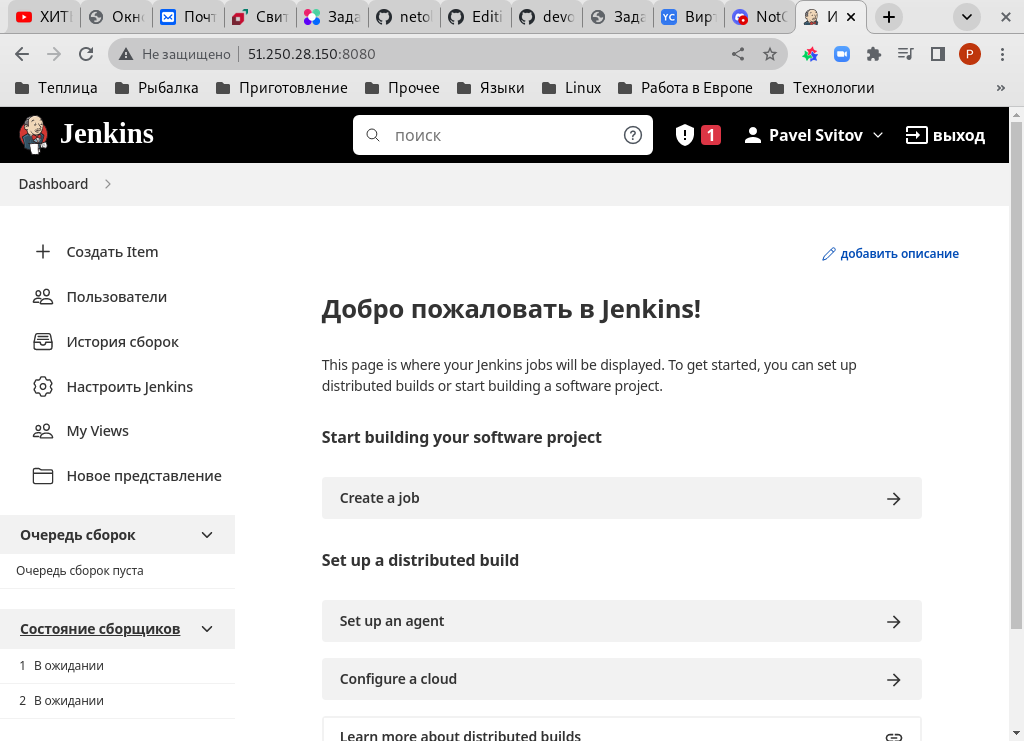 ХИТ
Окн
Почт
Свит
Зада
neto
Editi
devo
Зада
YC Вирт
Not
И
Не защищено 51.250.28.150:8080
P
Теплица Рыбалка Приготовление Прочее Языки Linux Работа в Европе Технологии »
Jenkins поиск 1 Pavel Svitov выход
Dashboard
Создать Item
Пользователи
История сборок
Настроить Jenkins
My Views
Новое представление
Очередь сборок
Очередь сборок пуста
Состояние сборщиков
1 В ожидании
2 В ожидании
добавить описание
Добро пожаловать в Jenkins!
This page is where your Jenkins jobs will be displayed. To get started, you can set up
distributed builds or start building a software project.
Start building your software project
Create a job
Set up a distributed build
Set up an agent
Configure a cloud
Learn more about distributed builds